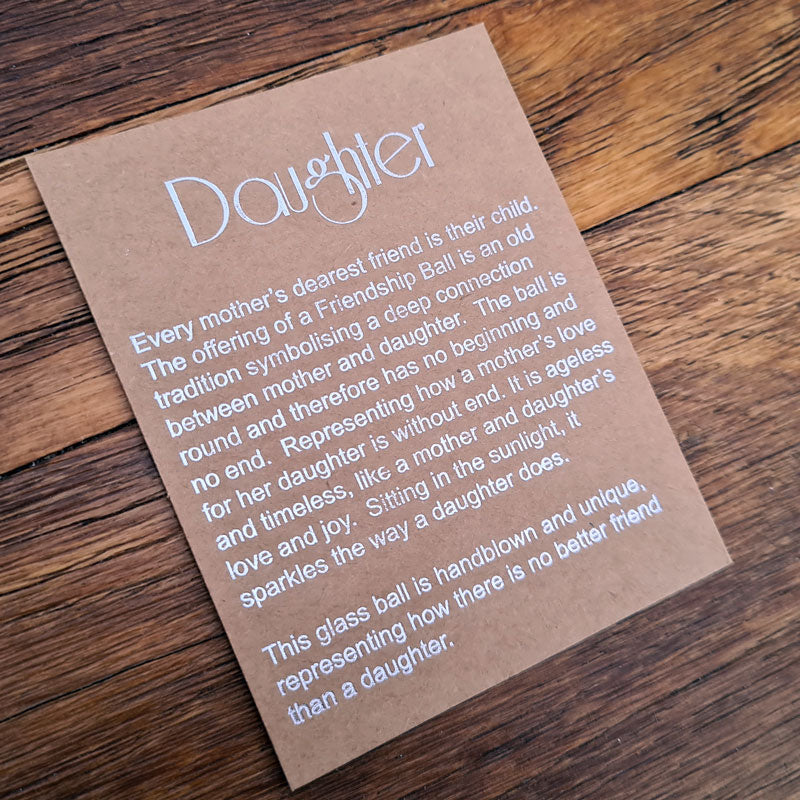 Daughter
Every mother's dearest friend is their child.
The offering of a Friendship Ball is an old
tradition symbolising a deep connection
between mother and daughter. The ball is
round and therefore has no beginning and
no end. Representing how a mother's love
for her daughter is without end. It is ageless
and timeless, like a mother and daughter's
love and joy. Sitting in the sunlight, it
sparkles the way a daughter does.
This glass ball is handblown and unique,
representing how there is no better friend
than a daughter.